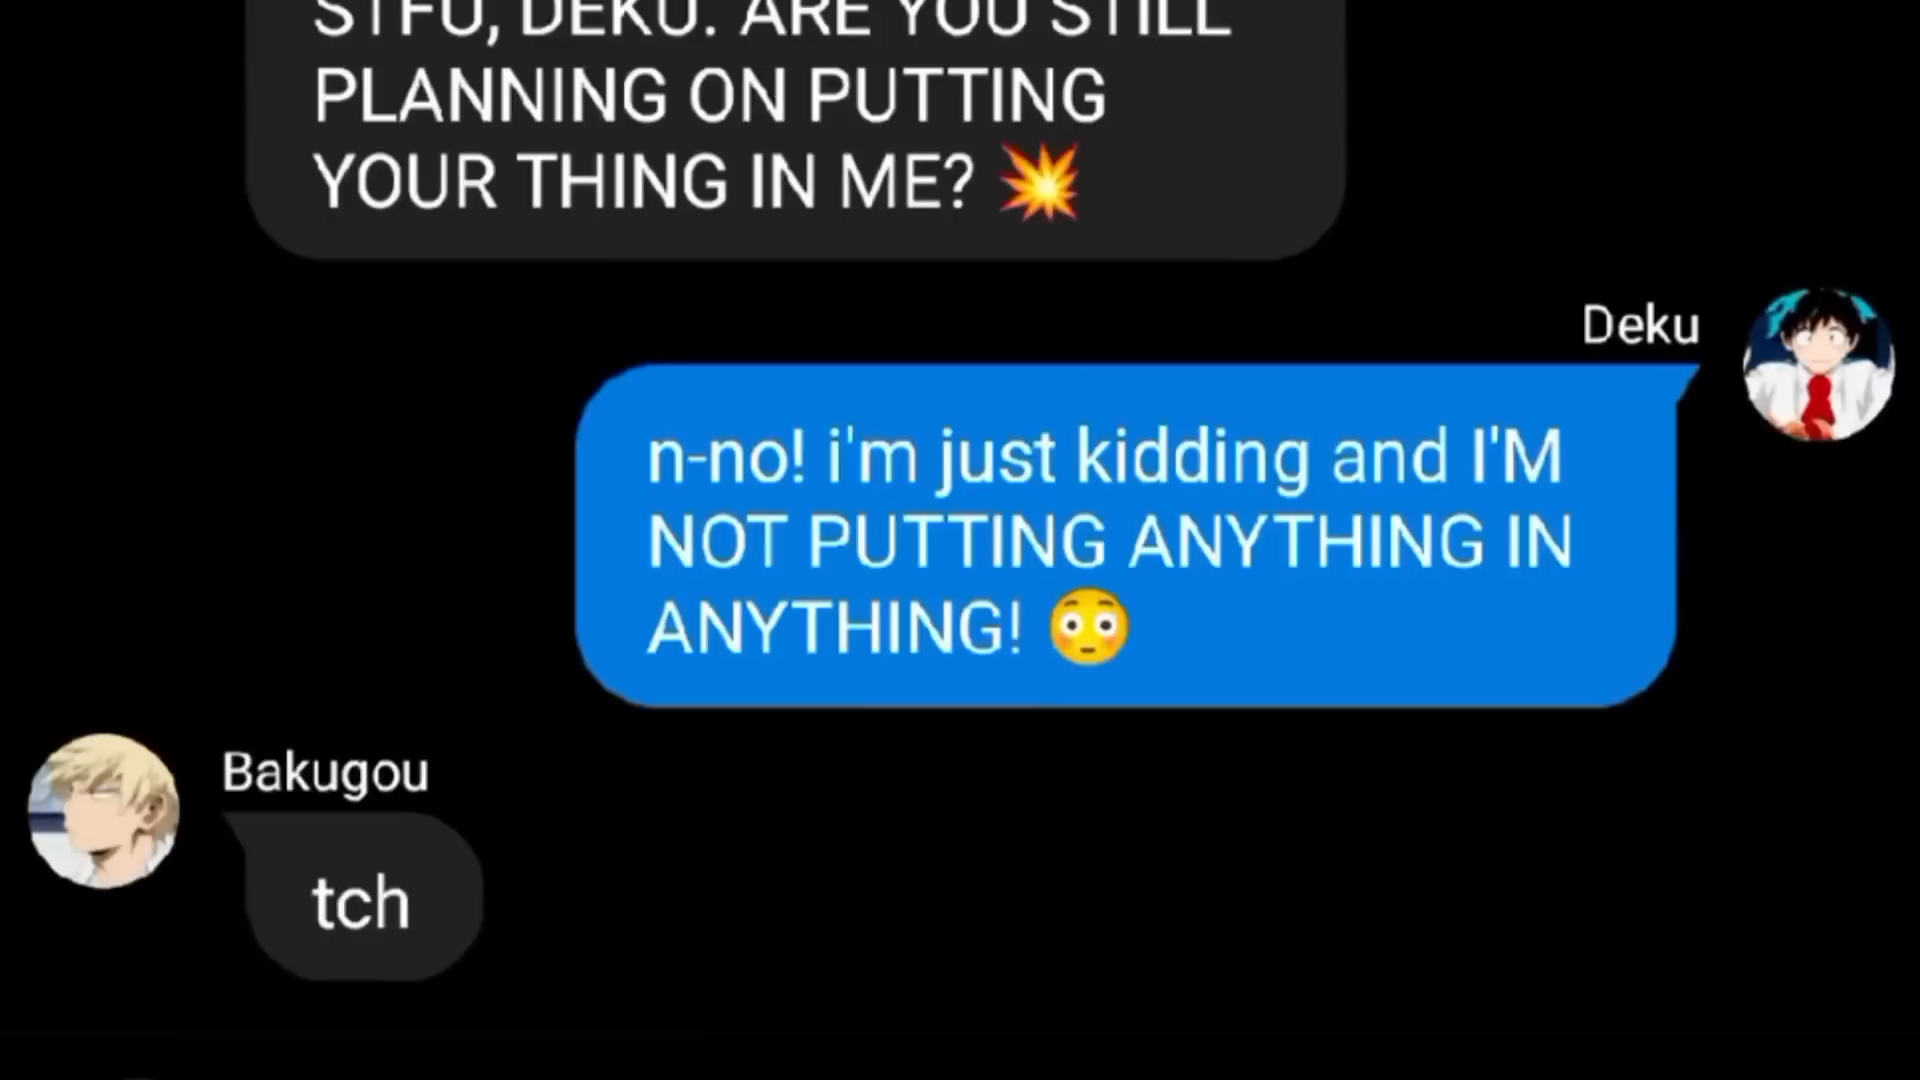 STFU, DEKU. ARE YOU STILL
PLANNING ON PUTTING
YOUR THING IN ME? 💥
Deku
n-no! i'm just kidding and I'M
NOT PUTTING ANYTHING IN
ANYTHING! 😳
Bakugou
tch